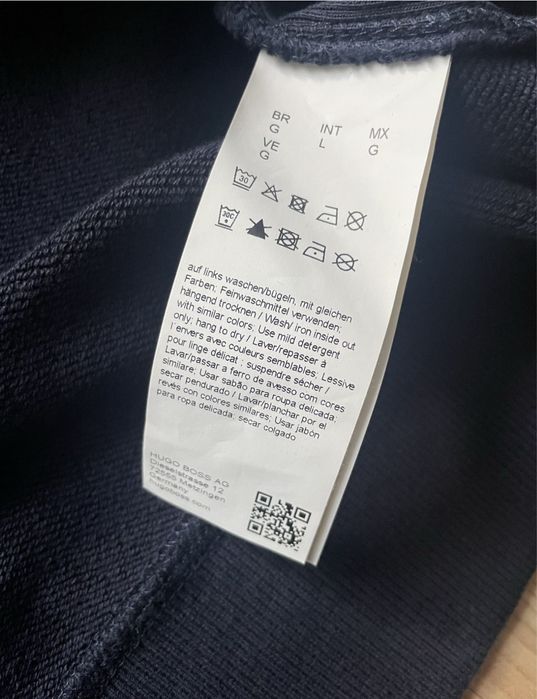 BR INT MX
G L G
VE
G
30
30C
auf links waschen/bügeln, mit gleichen
Farben; Feinwaschmittel verwenden;
hängend trocknen / Wash/ iron inside out
with similar colors; Use mild detergent
only; hang to dry / Laver/repasser à
l'envers avec couleurs semblables; Lessive
pour linge délicat ; suspendre sécher /
Lavar/passar a ferro de avesso com cores
similare; Usar sabão para roupa delicada;
secar pendurado / Lavar/planchar por el
revés con colores similares; Usar jabón
para ropa delicada; secar colgado
HUGO BOSS AG
Dieselstrasse 12
72555 Metzingen
Germany
hugoboss.com